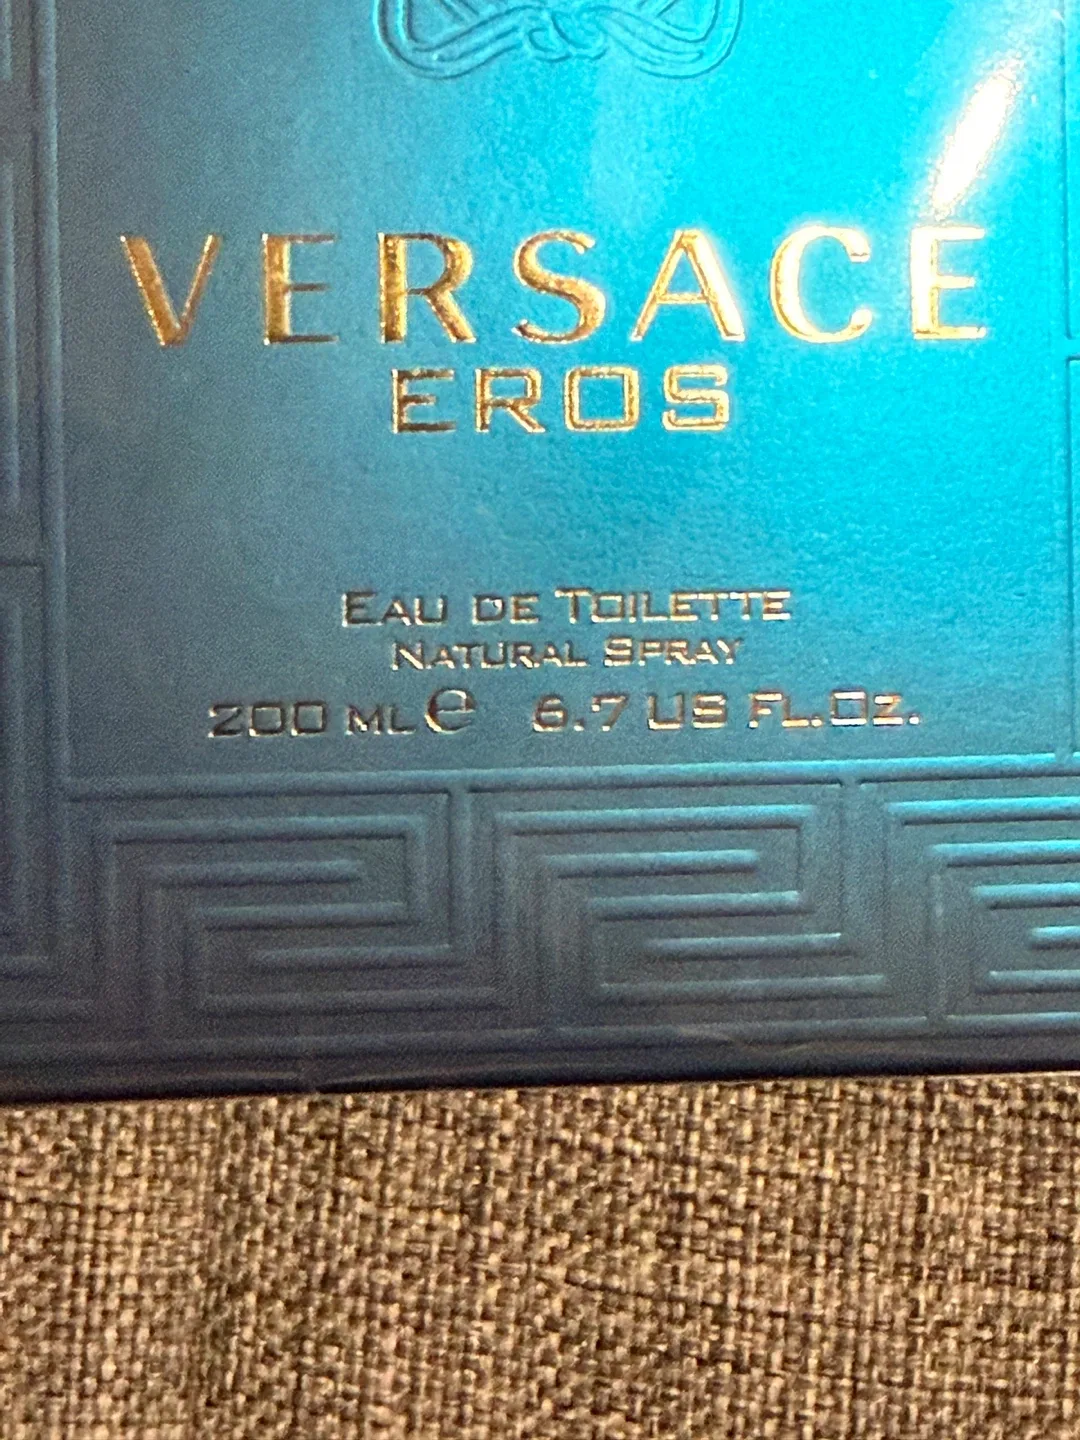 VERSACE
EROS
EAU DE TOILETTE
NATURAL SPRAY
200 ML ℮ 6.7 US FL.OZ.